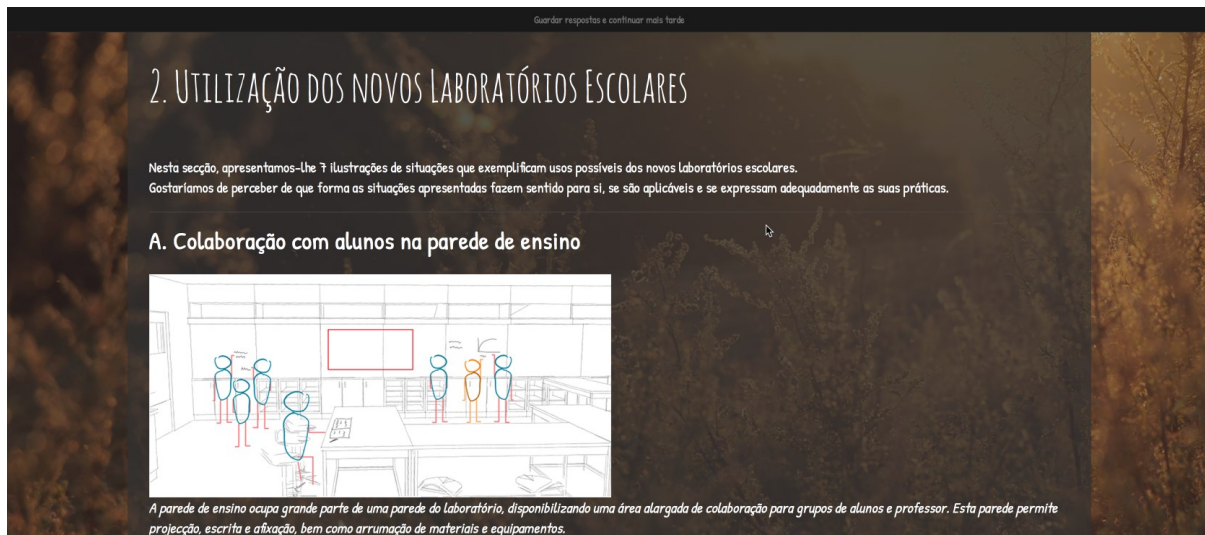 Guardar respostas e continuar mais tarde
2. Utilização dos novos Laboratórios Escolares
Nesta secção, apresentamos-lhe 7 ilustrações de situações que exemplificam usos possíveis dos novos laboratórios escolares.
Gostaríamos de perceber de que forma as situações apresentadas fazem sentido para si, se são aplicáveis e se expressam adequadamente as suas práticas.
A. Colaboração com alunos na parede de ensino
A parede de ensino ocupa grande parte de uma parede do laboratório, disponibilizando uma área alargada de colaboração para grupos de alunos e professor. Esta parede permite
projecção, escrita e afixação, bem como arrumação de materiais e equipamentos.